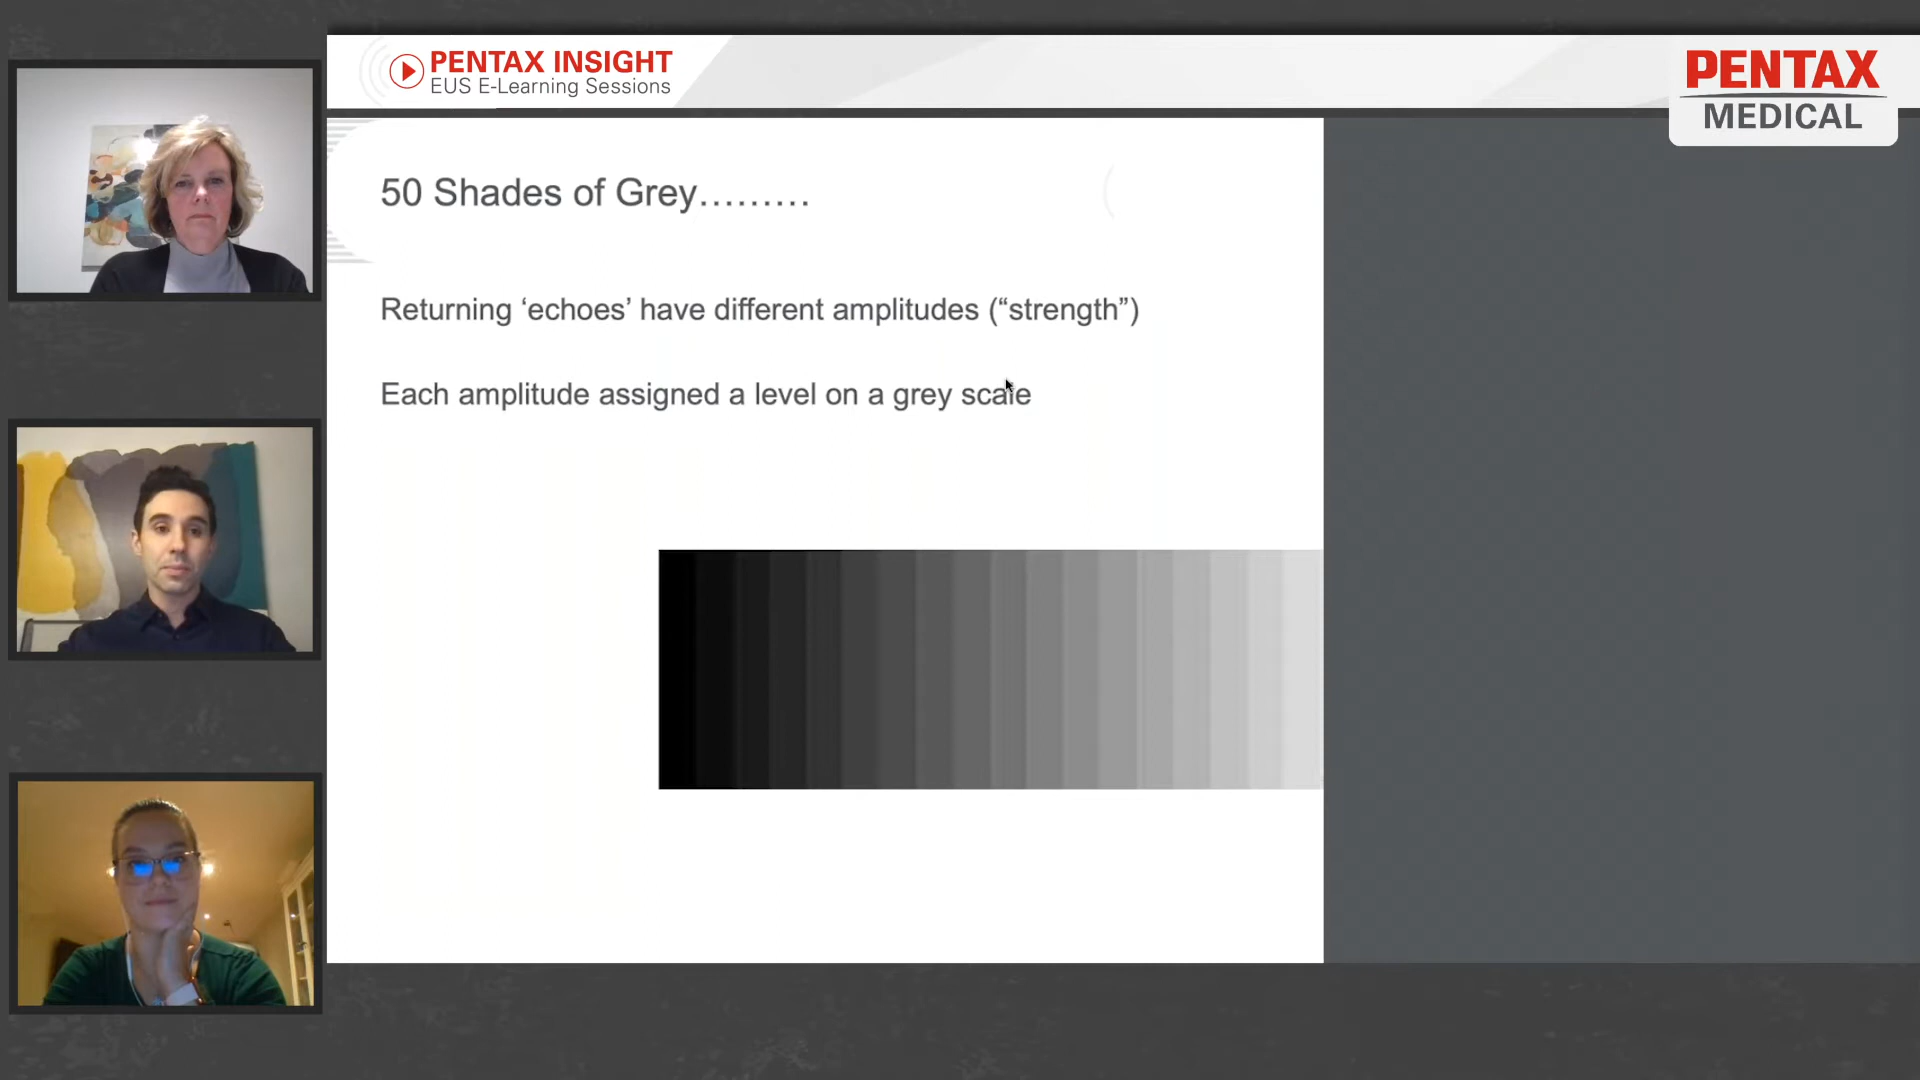 PENTAX INSIGHT
EUS E-Learning Sessions
PENTAX
MEDICAL
50 Shades of Grey.........
Returning ‘echoes’ have different amplitudes (“strength”)
Each amplitude assigned a level on a grey scale